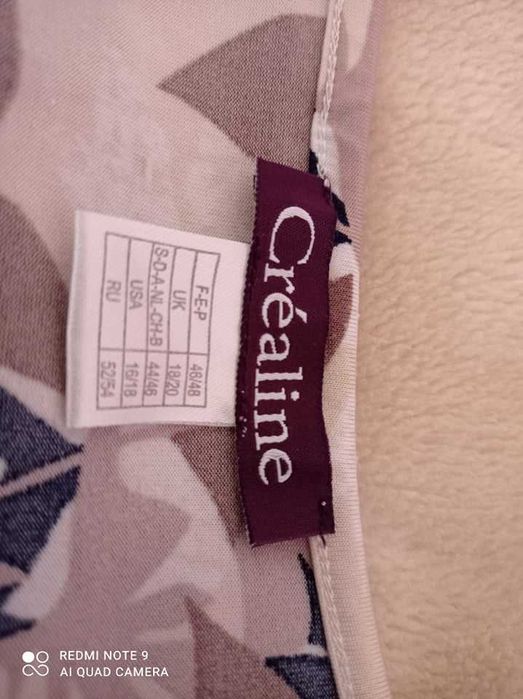 Créaline
F-E-P 46/48
UK 18/20
S-D-A-NL-CH-B 44/46
USA 16/18
RU 52/54
REDMI NOTE 9
AI QUAD CAMERA